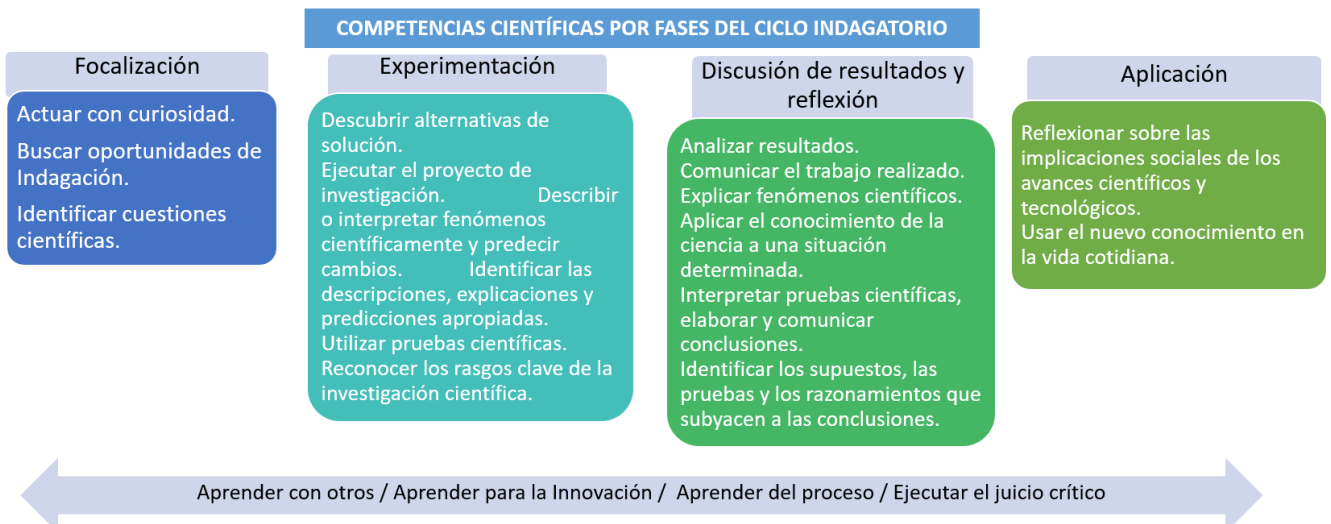 COMPETENCIAS CIENTÍFICAS POR FASES DEL CICLO INDAGATORIO
Focalización
Actuar con curiosidad.
Buscar oportunidades de
Indagación.
Identificar cuestiones
científicas.
Experimentación
Descubrir alternativas de
solución.
Ejecutar el proyecto de
investigación. Describir
o interpretar fenómenos
científicamente y predecir
cambios. Identificar las
descripciones, explicaciones y
predicciones apropiadas.
Utilizar pruebas científicas.
Reconocer los rasgos clave de la
investigación científica.
Discusión de resultados y
reflexión
Analizar resultados.
Comunicar el trabajo realizado.
Explicar fenómenos científicos.
Aplicar el conocimiento de la
ciencia a una situación
determinada.
Interpretar pruebas científicas,
elaborar y comunicar
conclusiones.
Identificar los supuestos, las
pruebas y los razonamientos que
subyacen a las conclusiones.
Aplicación
Reflexionar sobre las
implicaciones sociales de los
avances científicos y
tecnológicos.
Usar el nuevo conocimiento en
la vida cotidiana.
Aprender con otros / Aprender para la Innovación / Aprender del proceso / Ejecutar el juicio crítico